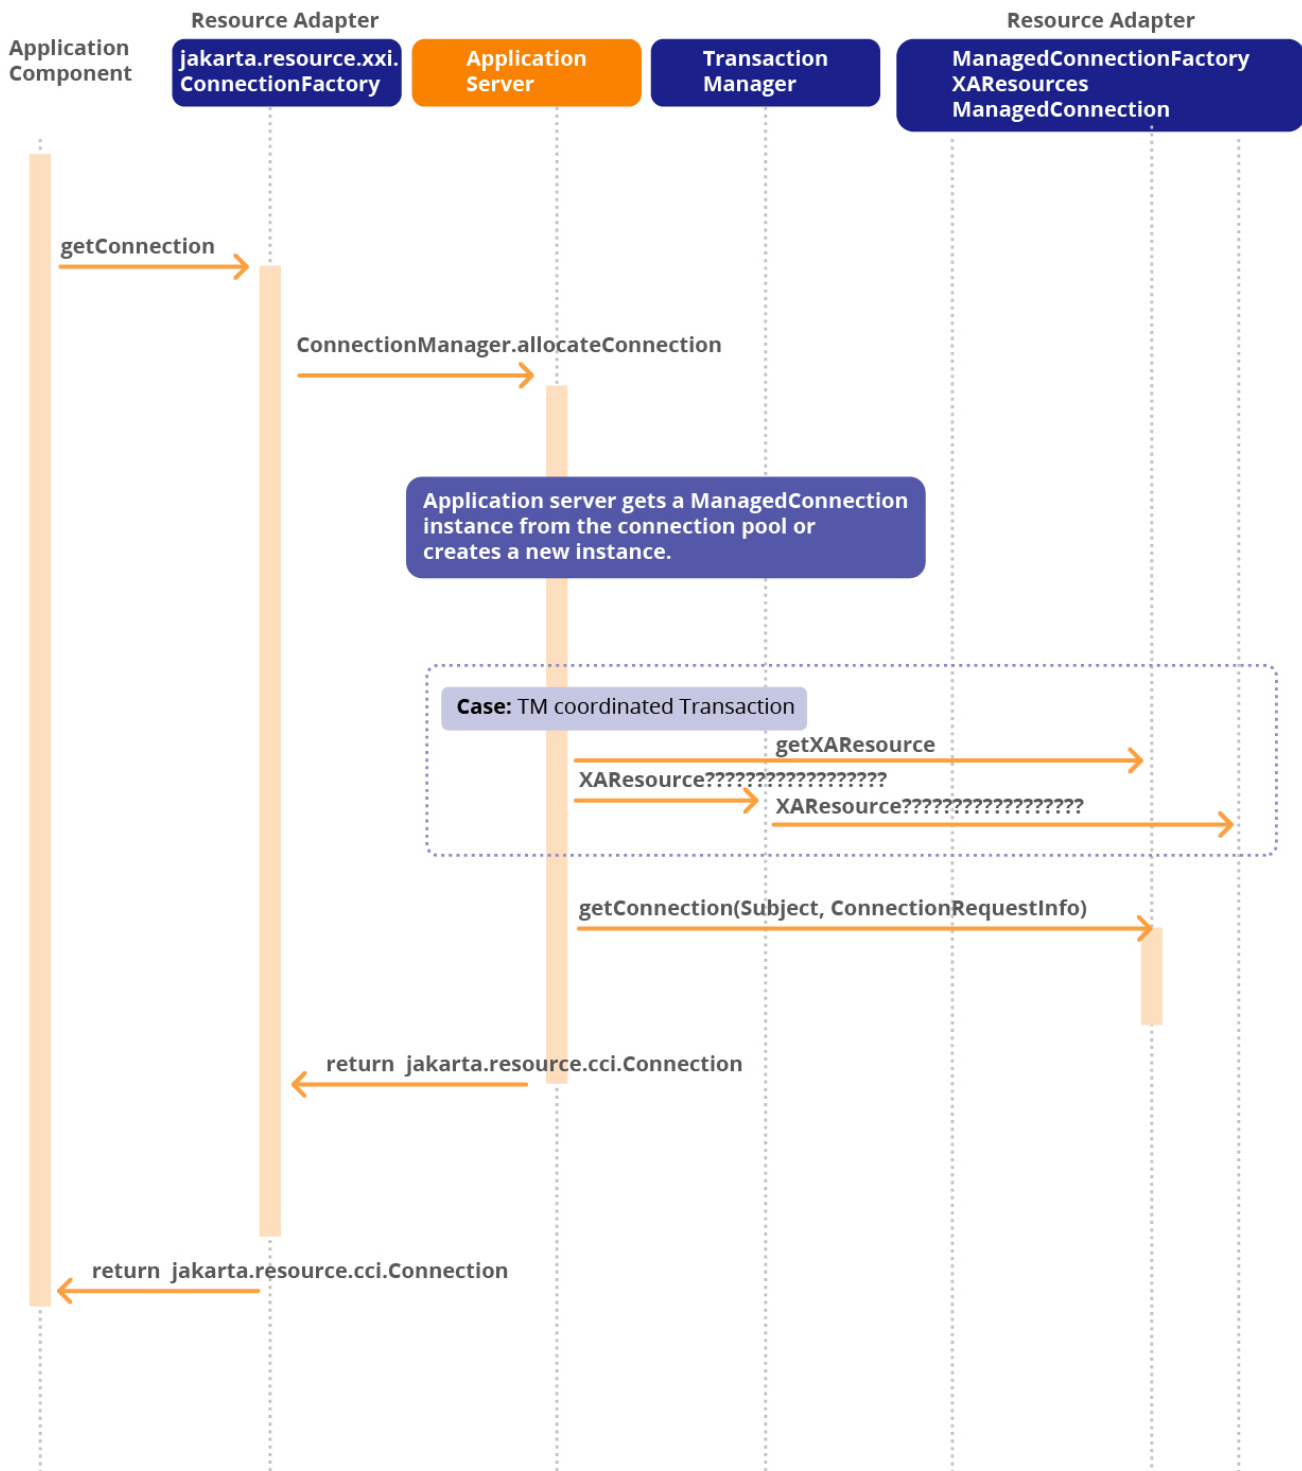 Resource Adapter
Resource Adapter
Application
Component
jakarta.resource.xxi.
ConnectionFactory
Application
Server
Transaction
Manager
ManagedConnectionFactory
XAResources
ManagedConnection
getConnection
ConnectionManager.allocateConnection
Application server gets a ManagedConnection
instance from the connection pool or
creates a new instance.
Case: TM coordinated Transaction
getXAResource
XAResource??????????????????
XAResource??????????????????
getConnection(Subject, ConnectionRequestInfo)
return jakarta.resource.cci.Connection
return jakarta.resource.cci.Connection